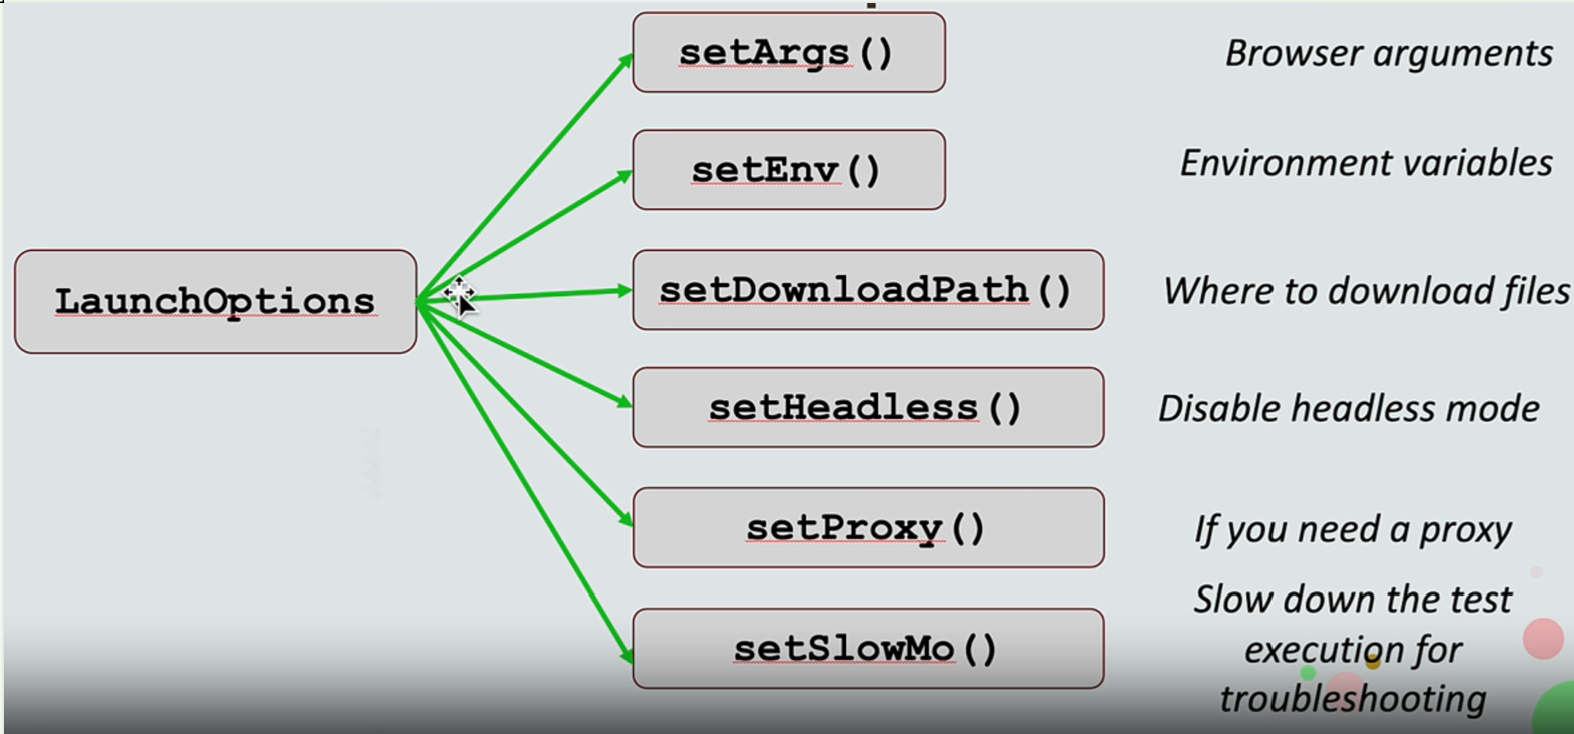 setArgs()
Browser arguments
setEnv()
Environment variables
LaunchOptions
setDownloadPath()
Where to download files
setHeadless()
Disable headless mode
setProxy()
If you need a proxy
setSlowMo()
Slow down the test
execution for
troubleshooting